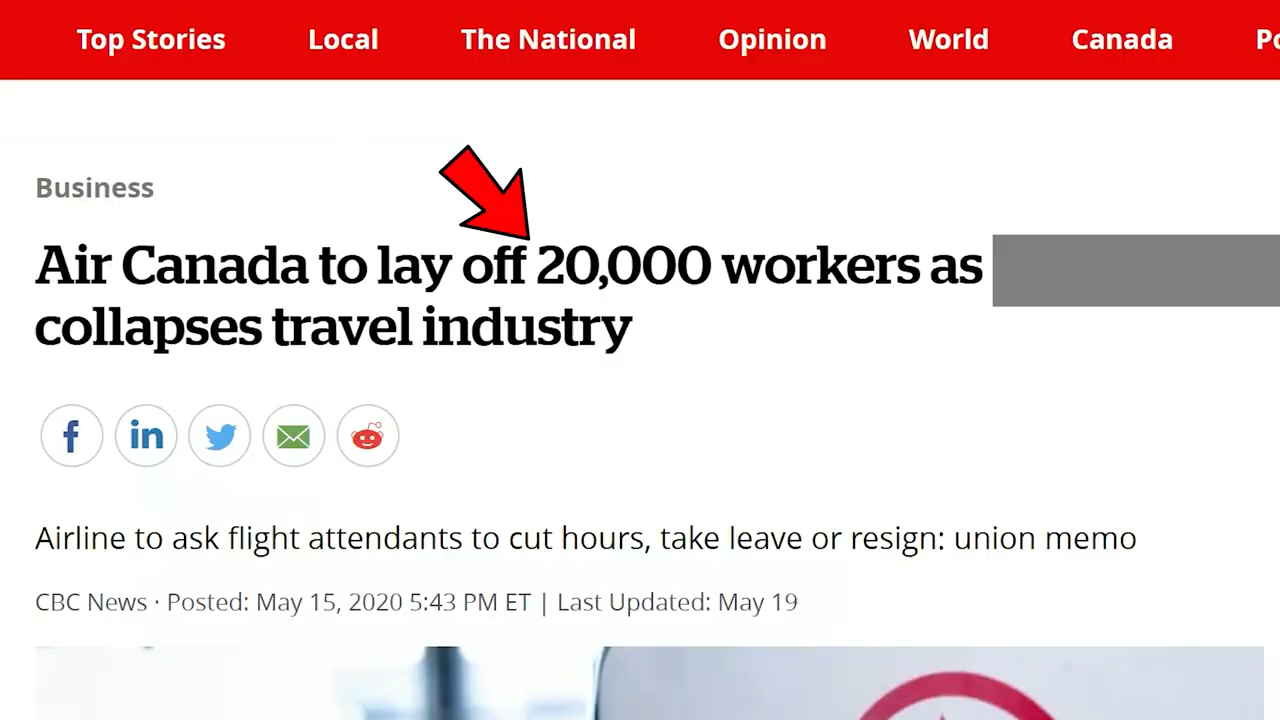 Top Stories Local The National Opinion World Canada
Business
Air Canada to lay off 20,000 workers as
collapses travel industry
Airline to ask flight attendants to cut hours, take leave or resign: union memo
CBC News · Posted: May 15, 2020 5:43 PM ET | Last Updated: May 19